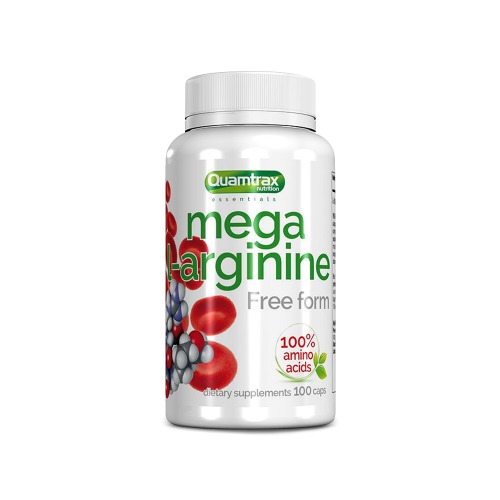 Quamtrax
nutrition
essentials
mega
l-arginine
Free form
100%
amino
acids
dietary supplements 100 caps